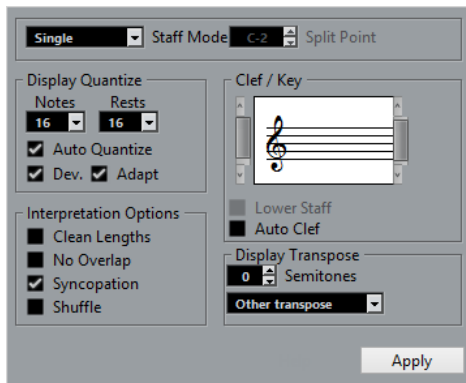 Single Staff Mode C-2 Split Point
Display Quantize
Notes Rests
16 16
Auto Quantize
Dev. Adapt
Interpretation Options
Clean Lengths
No Overlap
Syncopation
Shuffle
Clef / Key
Lower Staff
Auto Clef
Display Transpose
0 Semitones
Other transpose
Apply